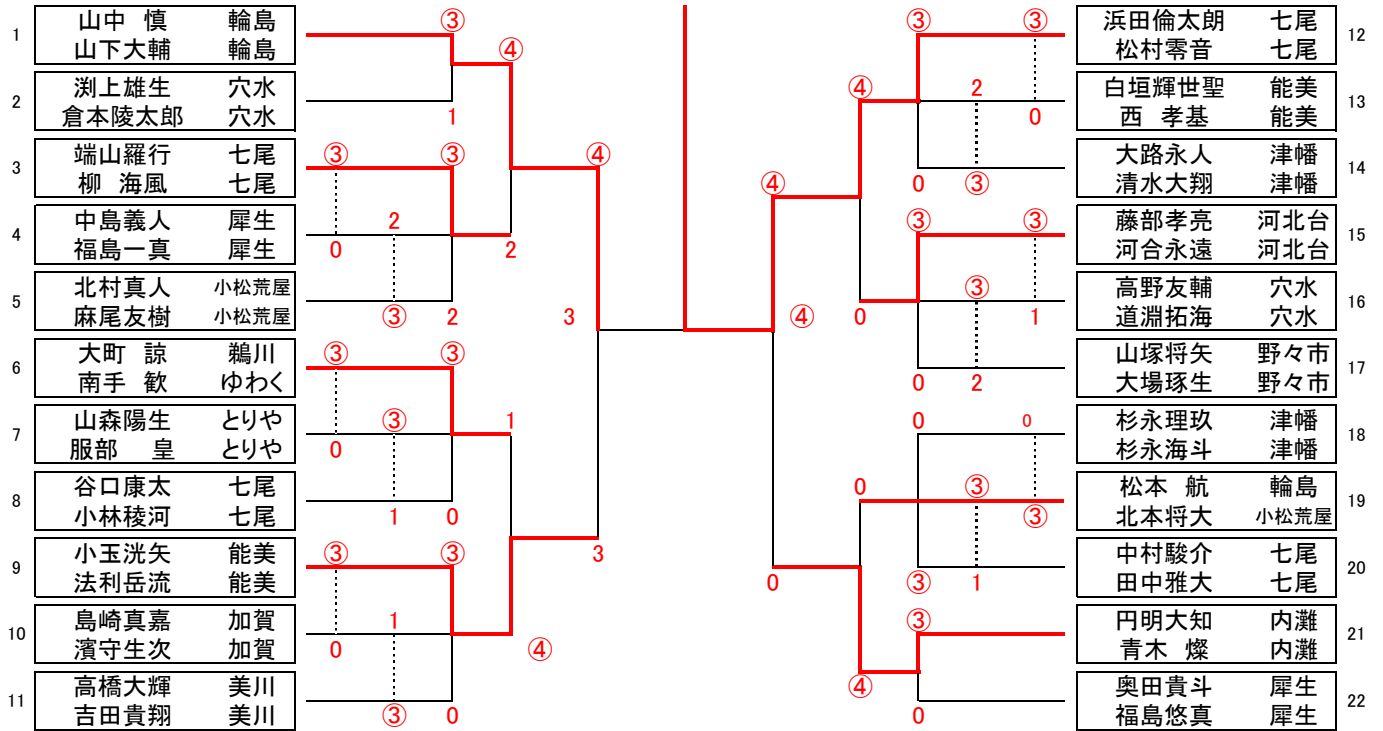 1 山中 慎 輪島
山下大輔 輪島
2 渕上雄生 穴水
倉本陵太郎 穴水
3 端山羅行 七尾
柳 海風 七尾
4 中島義人 犀生
福島一真 犀生
5 北村真人 小松荒屋
麻尾友樹 小松荒屋
6 大町 諒 鵜川
南手 歓 ゆわく
7 山森陽生 とりや
服部 皇 とりや
8 谷口康太 七尾
小林稜河 七尾
9 小玉洸矢 能美
法利岳流 能美
10 島崎真嘉 加賀
濱守生次 加賀
11 高橋大輝 美川
吉田貴翔 美川
③
④
1
③ ③
④
2
0
2
③ 2
3
③ ③
1
③
0
1 0
③ ③
3
1
0
④
③ 0
③ ③
④
2
0
0 ③
④
③ ③
③
④
0
1
0 2
0 0
0
③
③
0
③ 1
③
④
0
浜田倫太朗 七尾 12
松村零音 七尾
白垣輝世聖 能美 13
西 孝基 能美
大路永人 津幡 14
清水大翔 津幡
藤部孝亮 河北台 15
河合永遠 河北台
高野友輔 穴水 16
道淵拓海 穴水
山塚将矢 野々市 17
大場琢生 野々市
杉永理玖 津幡 18
杉永海斗 津幡
松本 航 輪島 19
北本将大 小松荒屋
中村駿介 七尾 20
田中雅大 七尾
円明大知 内灘 21
青木 燦 内灘
奥田貴斗 犀生 22
福島悠真 犀生